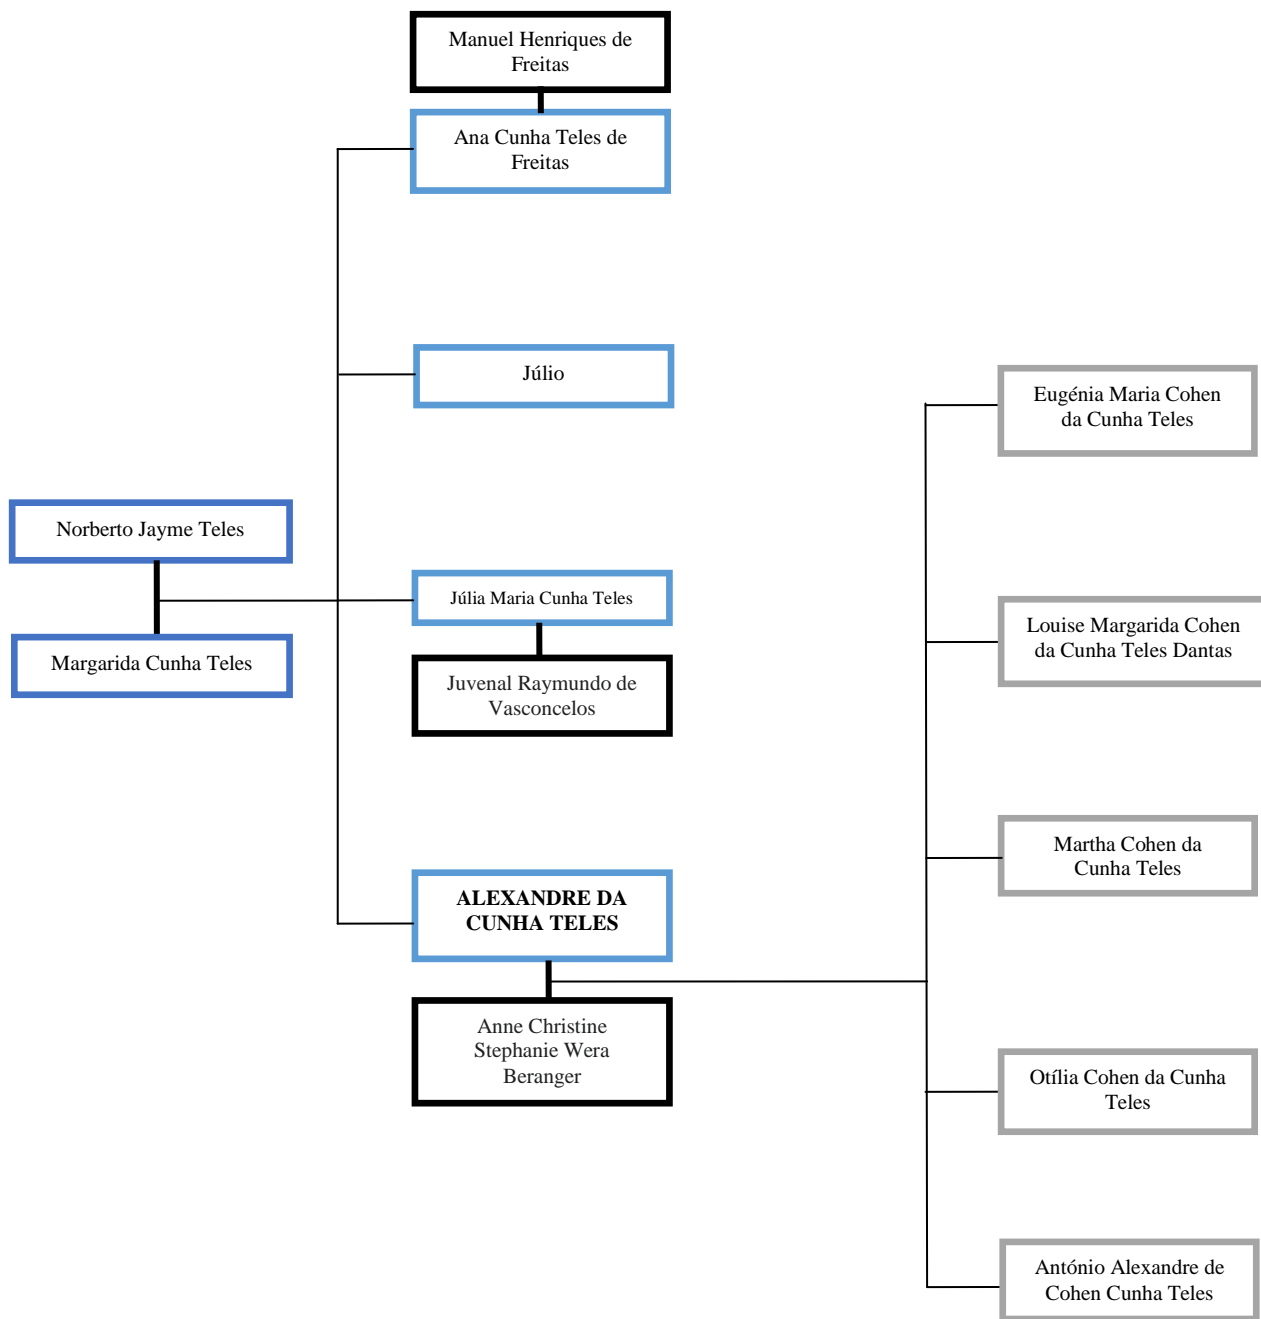 Manuel Henriques de
Freitas
Ana Cunha Teles de
Freitas
Júlio
Eugénia Maria Cohen
da Cunha Teles
Norberto Jayme Teles
Júlia Maria Cunha Teles
Louise Margarida Cohen
da Cunha Teles Dantas
Margarida Cunha Teles
Juvenal Raymundo de
Vasconcelos
Martha Cohen da
Cunha Teles
ALEXANDRE DA
CUNHA TELES
Anne Christine
Stephanie Wera
Beranger
Otília Cohen da Cunha
Teles
António Alexandre de
Cohen Cunha Teles